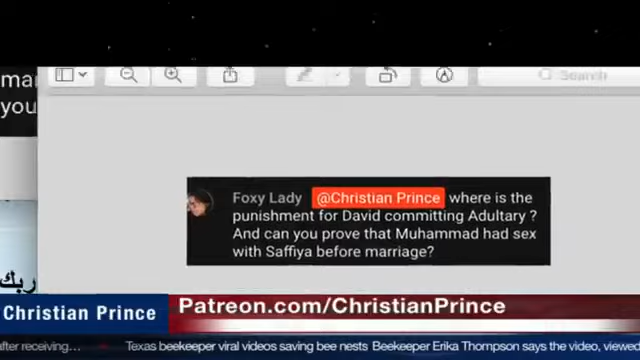 mar
you
Search
Foxy Lady @Christian Prince where is the
punishment for David committing Adultary ?
And can you prove that Muhammad had sex
with Saffiya before marriage?
ربك
Christian Prince
Patreon.com/ChristianPrince
after receiving... Texas beekeeper viral videos saving bee nests Beekeeper Erika Thompson says the video, viewed